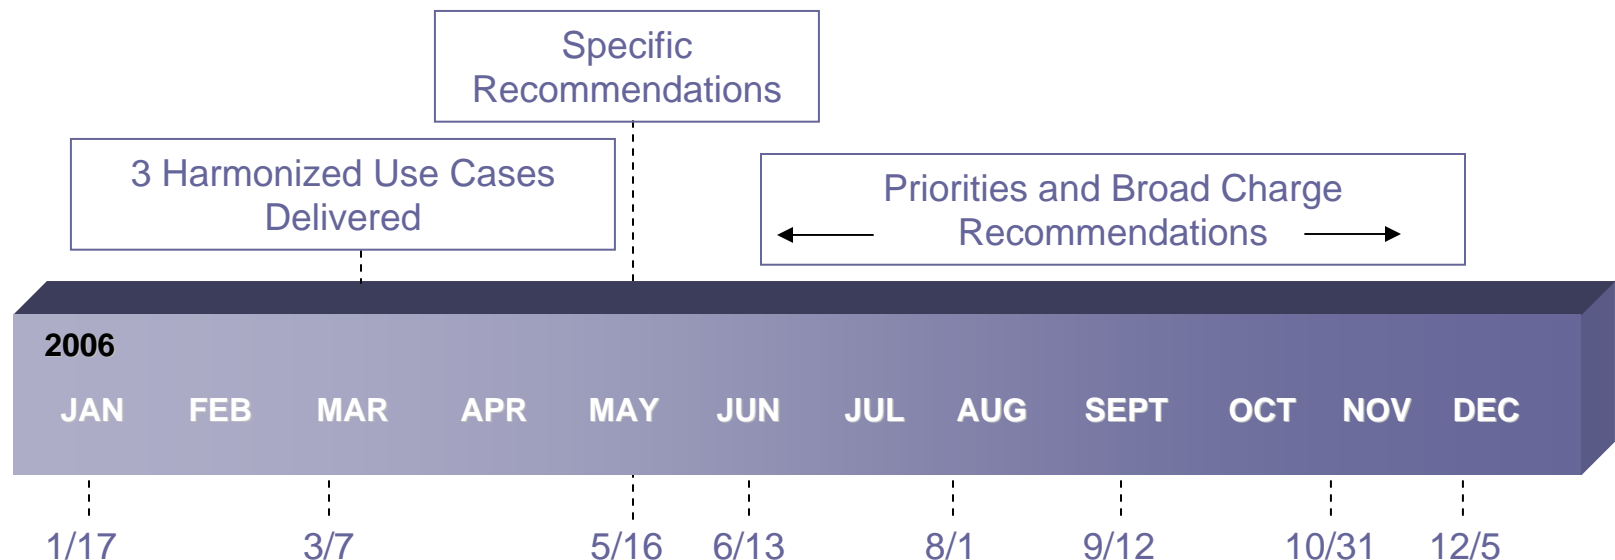 Specific
Recommendations
3 Harmonized Use Cases
Delivered
Priorities and Broad Charge
Recommendations
2006
JAN FEB MAR APR MAY JUN JUL AUG SEPT OCT NOV DEC
1/17 3/7 5/16 6/13 8/1 9/12 10/31 12/5